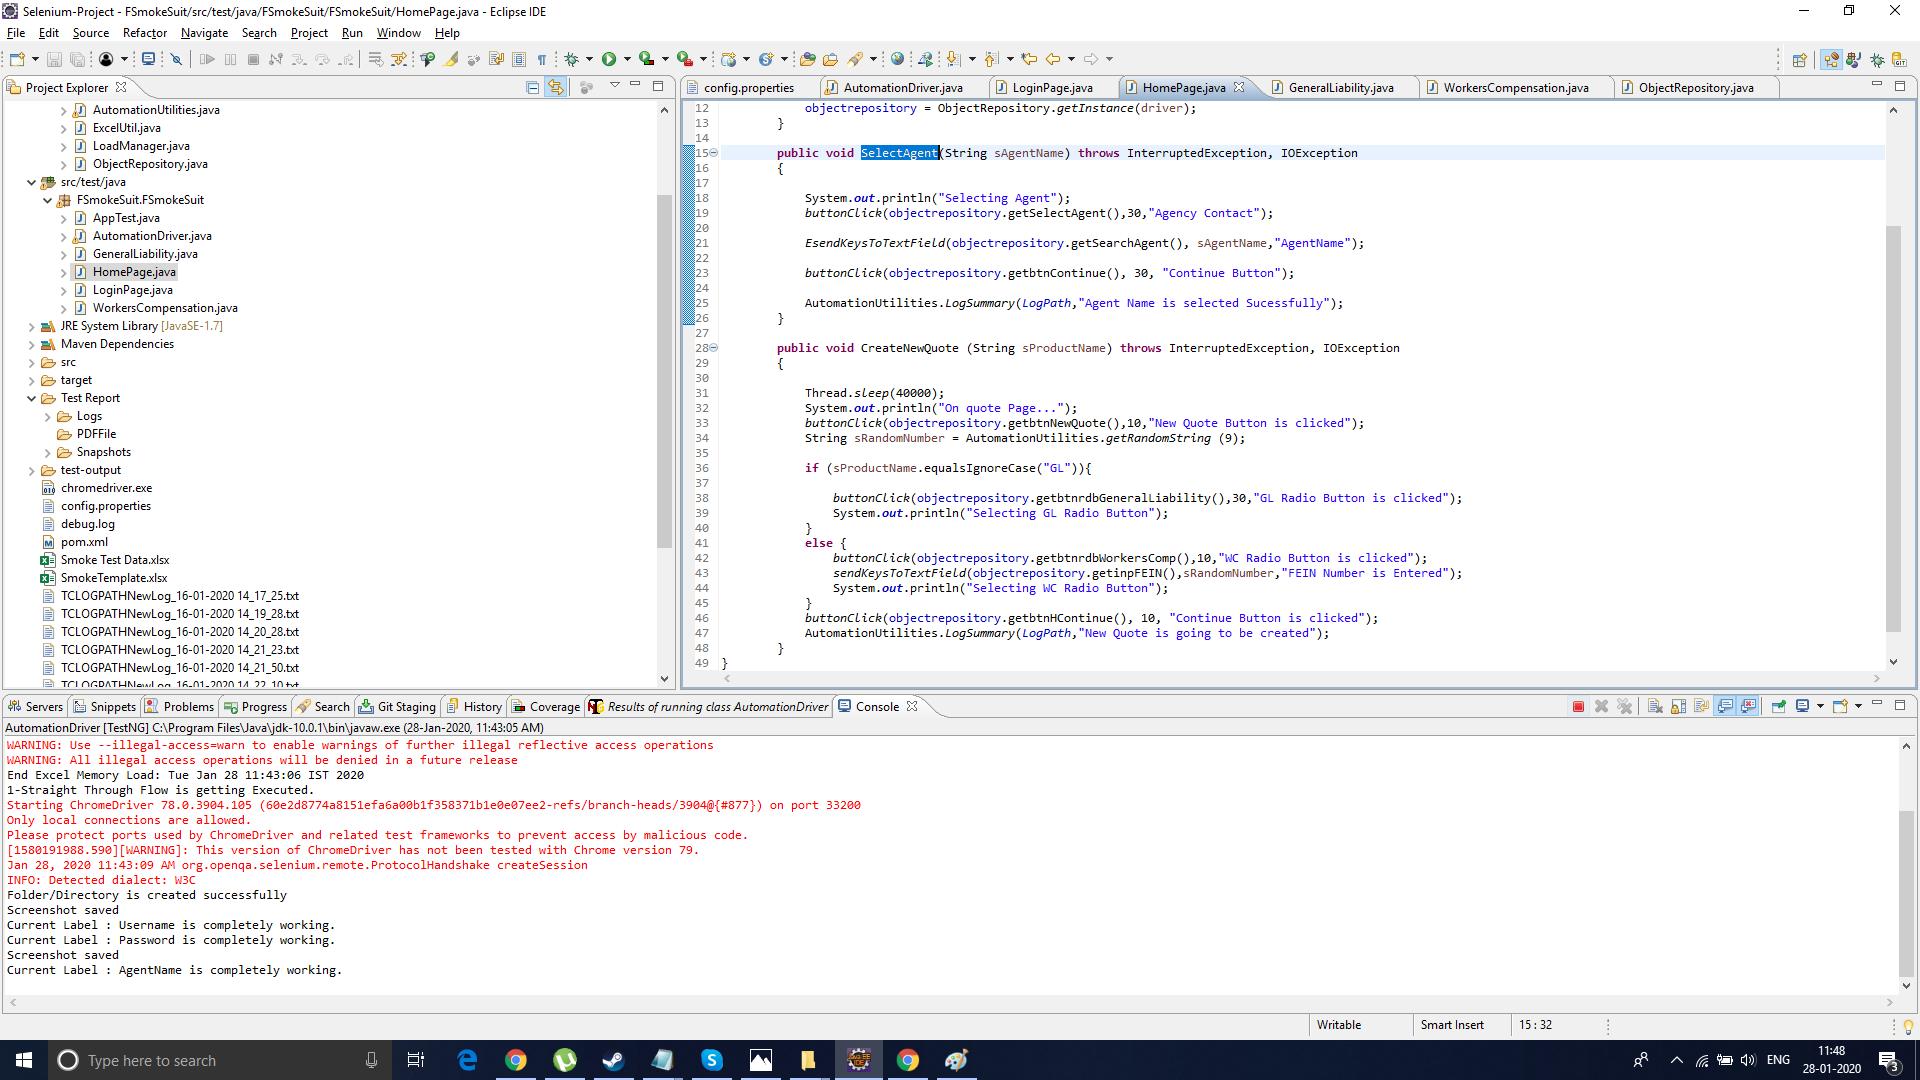 Selenium-Project - FSmokeSuit/src/test/java/FSmokeSuit/FSmokeSuit/HomePage.java - Eclipse IDE
File Edit Source Refactor Navigate Search Project Run Window Help
Project Explorer
AutomationUtilities.java
ExcelUtil.java
LoadManager.java
ObjectRepository.java
src/test/java
FSmokeSuit.FSmokeSuit
AppTest.java
AutomationDriver.java
GeneralLiability.java
HomePage.java
LoginPage.java
WorkersCompensation.java
JRE System Library [JavaSE-1.7]
Maven Dependencies
src
target
Test Report
Logs
PDFFile
Snapshots
test-output
chromedriver.exe
config.properties
debug.log
pom.xml
Smoke Test Data.xlsx
SmokeTemplate.xlsx
TCLOGPATHNewLog_16-01-2020 14_17_25.txt
TCLOGPATHNewLog_16-01-2020 14_19_28.txt
TCLOGPATHNewLog_16-01-2020 14_20_28.txt
TCLOGPATHNewLog_16-01-2020 14_21_23.txt
TCLOGPATHNewLog_16-01-2020 14_21_50.txt
TCLOGPATHNewLog_16-01-2020 14_22_10.txt
config.properties AutomationDriver.java LoginPage.java HomePage.java GeneralLiability.java WorkersCompensation.java ObjectRepository.java
12 objectrepository = ObjectRepository.getInstance(driver);
13 }
14
15 public void SelectAgent(String sAgentName) throws InterruptedException, IOException
16 {
17
18 System.out.println("Selecting Agent");
19 buttonClick(objectrepository.getSelectAgent(),30,"Agency Contact");
20
21 EsendKeysToTextField(objectrepository.getSearchAgent(), sAgentName,"AgentName");
22
23 buttonClick(objectrepository.getbtnContinue(), 30, "Continue Button");
24
25 AutomationUtilities.LogSummary(LogPath,"Agent Name is selected Sucessfully");
26 }
27
28 public void CreateNewQuote (String sProductName) throws InterruptedException, IOException
29 {
30
31 Thread.sleep(40000);
32 System.out.println("On quote Page...");
33 buttonClick(objectrepository.getbtnNewQuote(),10,"New Quote Button is clicked");
34 String sRandomNumber = AutomationUtilities.getRandomString (9);
35
36 if (sProductName.equalsIgnoreCase("GL")){
37
38 buttonClick(objectrepository.getbtnrdbGeneralLiability(),30,"GL Radio Button is clicked");
39 System.out.println("Selecting GL Radio Button");
40 }
41 else {
42 buttonClick(objectrepository.getbtnrdbWorkersComp(),10,"WC Radio Button is clicked");
43 sendKeysToTextField(objectrepository.getinpFEIN(),sRandomNumber,"FEIN Number is Entered");
44 System.out.println("Selecting WC Radio Button");
45 }
46 buttonClick(objectrepository.getbtnHContinue(), 10, "Continue Button is clicked");
47 AutomationUtilities.LogSummary(LogPath,"New Quote is going to be created");
48 }
49 }
Servers Snippets Problems Progress Search Git Staging History Coverage Results of running class AutomationDriver Console
AutomationDriver [TestNG] C:\Program Files\Java\jdk-10.0.1\bin\javaw.exe (28-Jan-2020, 11:43:05 AM)
WARNING: Use --illegal-access=warn to enable warnings of further illegal reflective access operations
WARNING: All illegal access operations will be denied in a future release
End Excel Memory Load: Tue Jan 28 11:43:06 IST 2020
1-Straight Through Flow is getting Executed.
Starting ChromeDriver 78.0.3904.105 (60e2d8774a8151efa6a00b1f358371b1e0e07ee2-refs/branch-heads/3904@{#877}) on port 33200
Only local connections are allowed.
Please protect ports used by ChromeDriver and related test frameworks to prevent access by malicious code.
[1580191988.590][WARNING]: This version of ChromeDriver has not been tested with Chrome version 79.
Jan 28, 2020 11:43:09 AM org.openqa.selenium.remote.ProtocolHandshake createSession
INFO: Detected dialect: W3C
Folder/Directory is created successfully
Screenshot saved
Current Label : Username is completely working.
Current Label : Password is completely working.
Screenshot saved
Current Label : AgentName is completely working.
Writable Smart Insert 15 : 32
Type here to search
ENG
11:48
28-01-2020
3